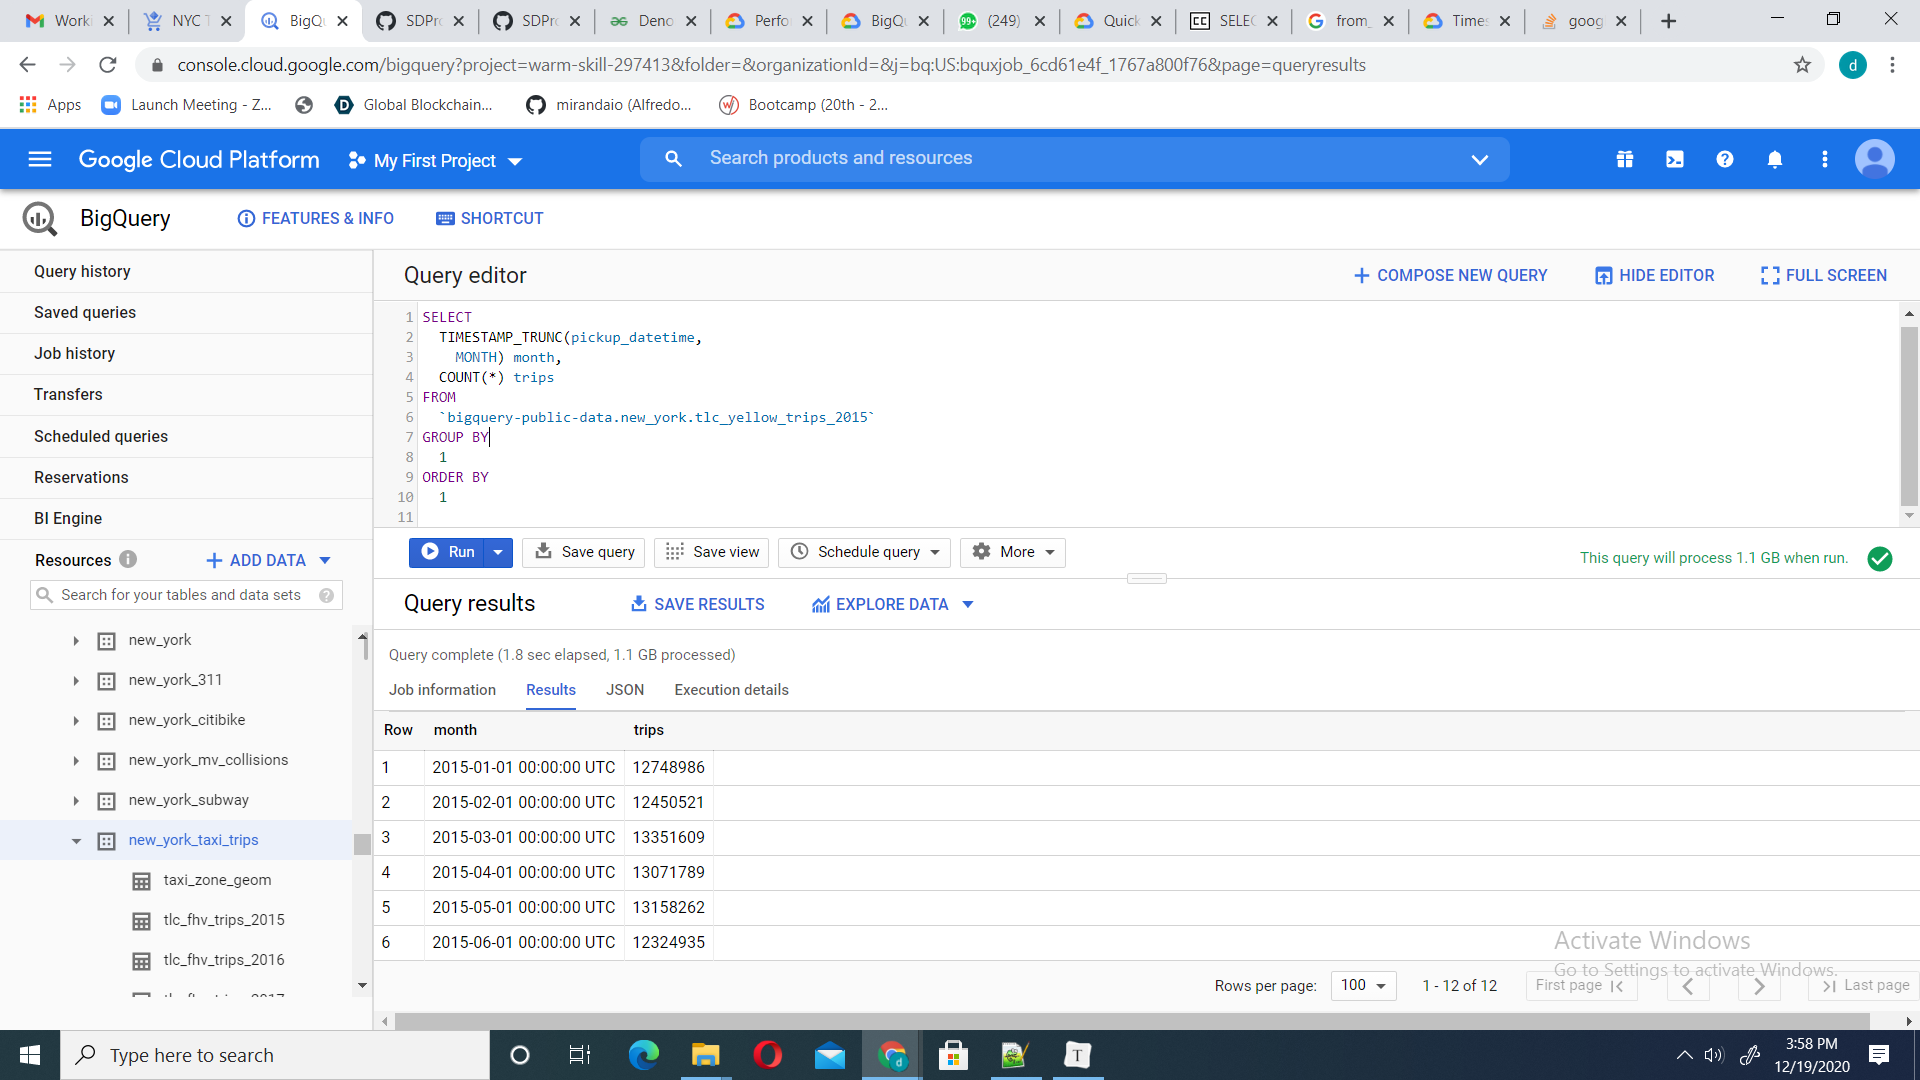 Worki
NYC T
BigQu
SDPro
SDPro
Deno
Perfo
BigQu
99+
(249)
Quick
CC
SELEC
from_
Times
goog
console.cloud.google.com/bigquery?project=warm-skill-297413&folder=&organizationId=&j=bq:US:bquxjob_6cd61e4f_1767a800f76&page=queryresults
d
Apps
Launch Meeting - Z...
Global Blockchain...
mirandaio (Alfredo...
Bootcamp (20th - 2...
Google Cloud Platform
My First Project
Search products and resources
BigQuery
FEATURES & INFO
SHORTCUT
Query history
Saved queries
Job history
Transfers
Scheduled queries
Reservations
BI Engine
Resources
ADD DATA
Search for your tables and data sets
new_york
new_york_311
new_york_citibike
new_york_mv_collisions
new_york_subway
new_york_taxi_trips
taxi_zone_geom
tlc_fhv_trips_2015
tlc_fhv_trips_2016
Query editor
COMPOSE NEW QUERY
HIDE EDITOR
FULL SCREEN
1 SELECT
2 TIMESTAMP_TRUNC(pickup_datetime,
3 MONTH) month,
4 COUNT(*) trips
5 FROM
6 `bigquery-public-data.new_york.tlc_yellow_trips_2015`
7 GROUP BY
8 1
9 ORDER BY
10 1
11
Run
Save query
Save view
Schedule query
More
This query will process 1.1 GB when run.
Query results
SAVE RESULTS
EXPLORE DATA
Query complete (1.8 sec elapsed, 1.1 GB processed)
Job information
Results
JSON
Execution details
Row month trips
1 2015-01-01 00:00:00 UTC 12748986
2 2015-02-01 00:00:00 UTC 12450521
3 2015-03-01 00:00:00 UTC 13351609
4 2015-04-01 00:00:00 UTC 13071789
5 2015-05-01 00:00:00 UTC 13158262
6 2015-06-01 00:00:00 UTC 12324935
Activate Windows
Go to Settings to activate Windows.
Rows per page:
100
1 - 12 of 12
First page
Last page
Type here to search
d
T
3:58 PM
12/19/2020